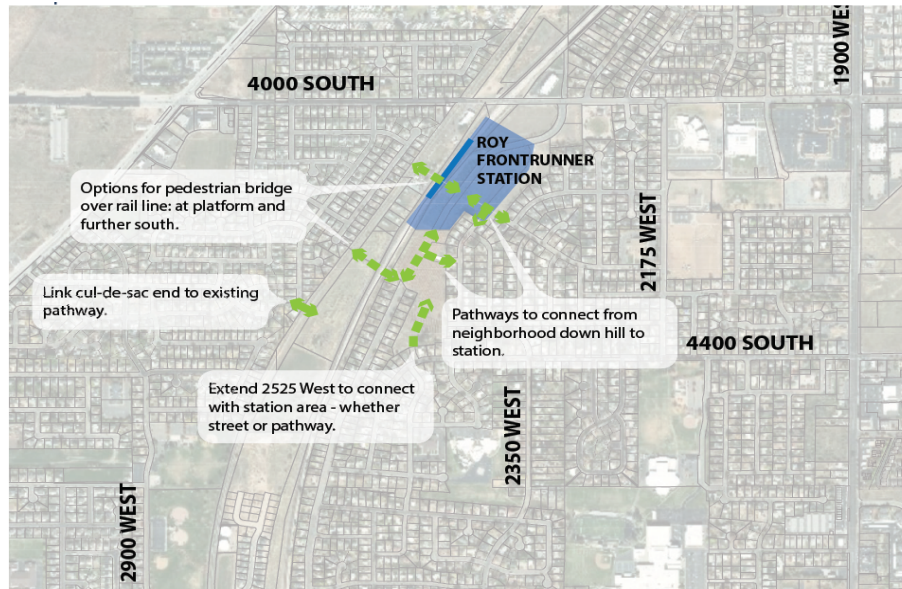 4000 SOUTH
1900 WES
ROY
FRONTRUNNER
STATION
Options for pedestrian bridge
over rail line: at platform and
further south.
2175 WEST
Link cul-de-sac end to existing
pathway.
Pathways to connect from
neighborhood down hill to
station.
4400 SOUTH
Extend 2525 West to connect
with station area - whether
street or pathway.
2350 WEST
2900 WEST